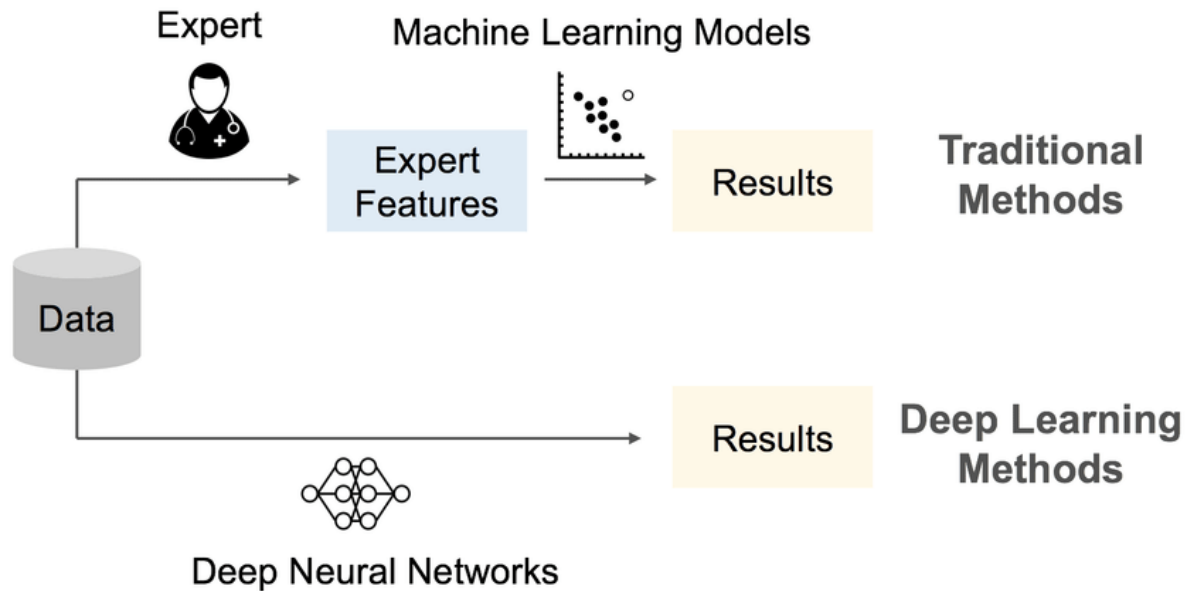 Expert
Machine Learning Models
Expert
Features
Results
Traditional
Methods
Data
Results
Deep Learning
Methods
Deep Neural Networks